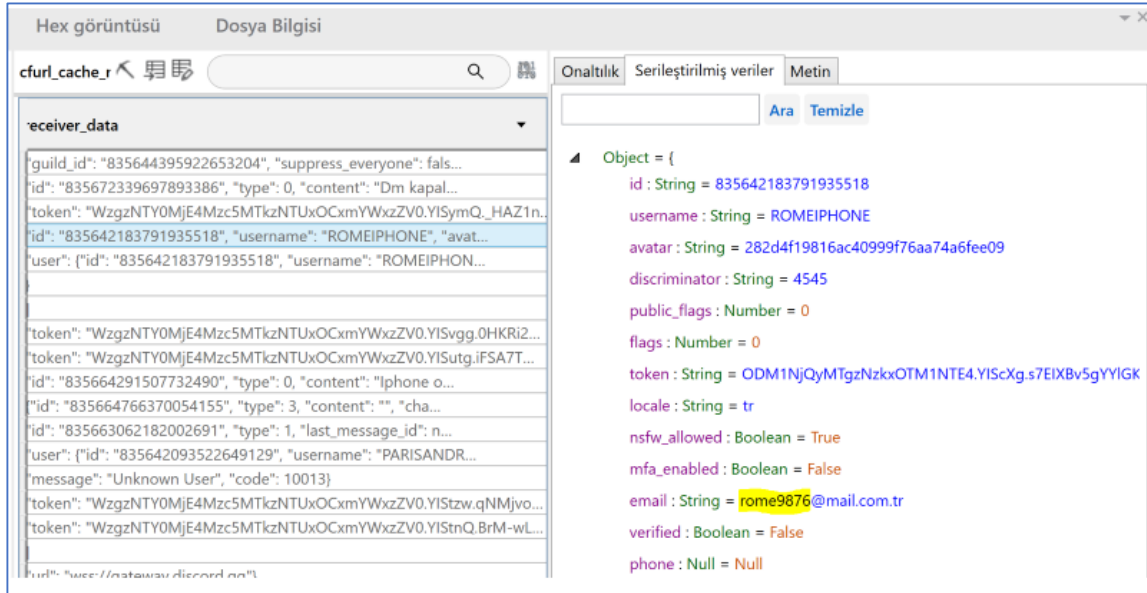 Hex görüntüsü Dosya Bilgisi
cfurl_cache_r
receiver_data
"guild_id": "835644395922653204", "suppress_everyone": fals...
"id": "835672339697893386", "type": 0, "content": "Dm kapal...
"token": "WzgzNTY0MjE4Mzc5MTkzNTUxOCxmYWxzZV0.YISymQ._HAZ1n...
"id": "835642183791935518", "username": "ROMEIPHONE", "avat...
"user": {"id": "835642183791935518", "username": "ROMEIPHON...
}
"token": "WzgzNTY0MjE4Mzc5MTkzNTUxOCxmYWxzZV0.YISvgg.0HKRi2...
"token": "WzgzNTY0MjE4Mzc5MTkzNTUxOCxmYWxzZV0.YISutg.iFSA7T...
"id": "835664291507732490", "type": 0, "content": "Iphone o...
["id": "835664766370054155", "type": 3, "content": "", "cha...
"id": "835663062182002691", "type": 1, "last_message_id": n...
"user": {"id": "835642093522649129", "username": "PARISANDR...
"message": "Unknown User", "code": 10013}
"token": "WzgzNTY0MjE4Mzc5MTkzNTUxOCxmYWxzZV0.YIStzw.qNMjvo...
"token": "WzgzNTY0MjE4Mzc5MTkzNTUxOCxmYWxzZV0.YIStnQ.BrM-wL...
"url": "wss://gateway.discord.gg"}
Onaltılık Serileştirilmiş veriler Metin
Ara Temizle
Object = {
id : String = 835642183791935518
username : String = ROMEIPHONE
avatar : String = 282d4f19816ac40999f76aa74a6fee09
discriminator : String = 4545
public_flags : Number = 0
flags : Number = 0
token : String = ODM1NjQyMTgzNzkxOTM1NTE4.YIScXg.s7EIXBv5gYYlGK
locale : String = tr
nsfw_allowed : Boolean = True
mfa_enabled : Boolean = False
email : String = rome9876@mail.com.tr
verified : Boolean = False
phone : Null = Null